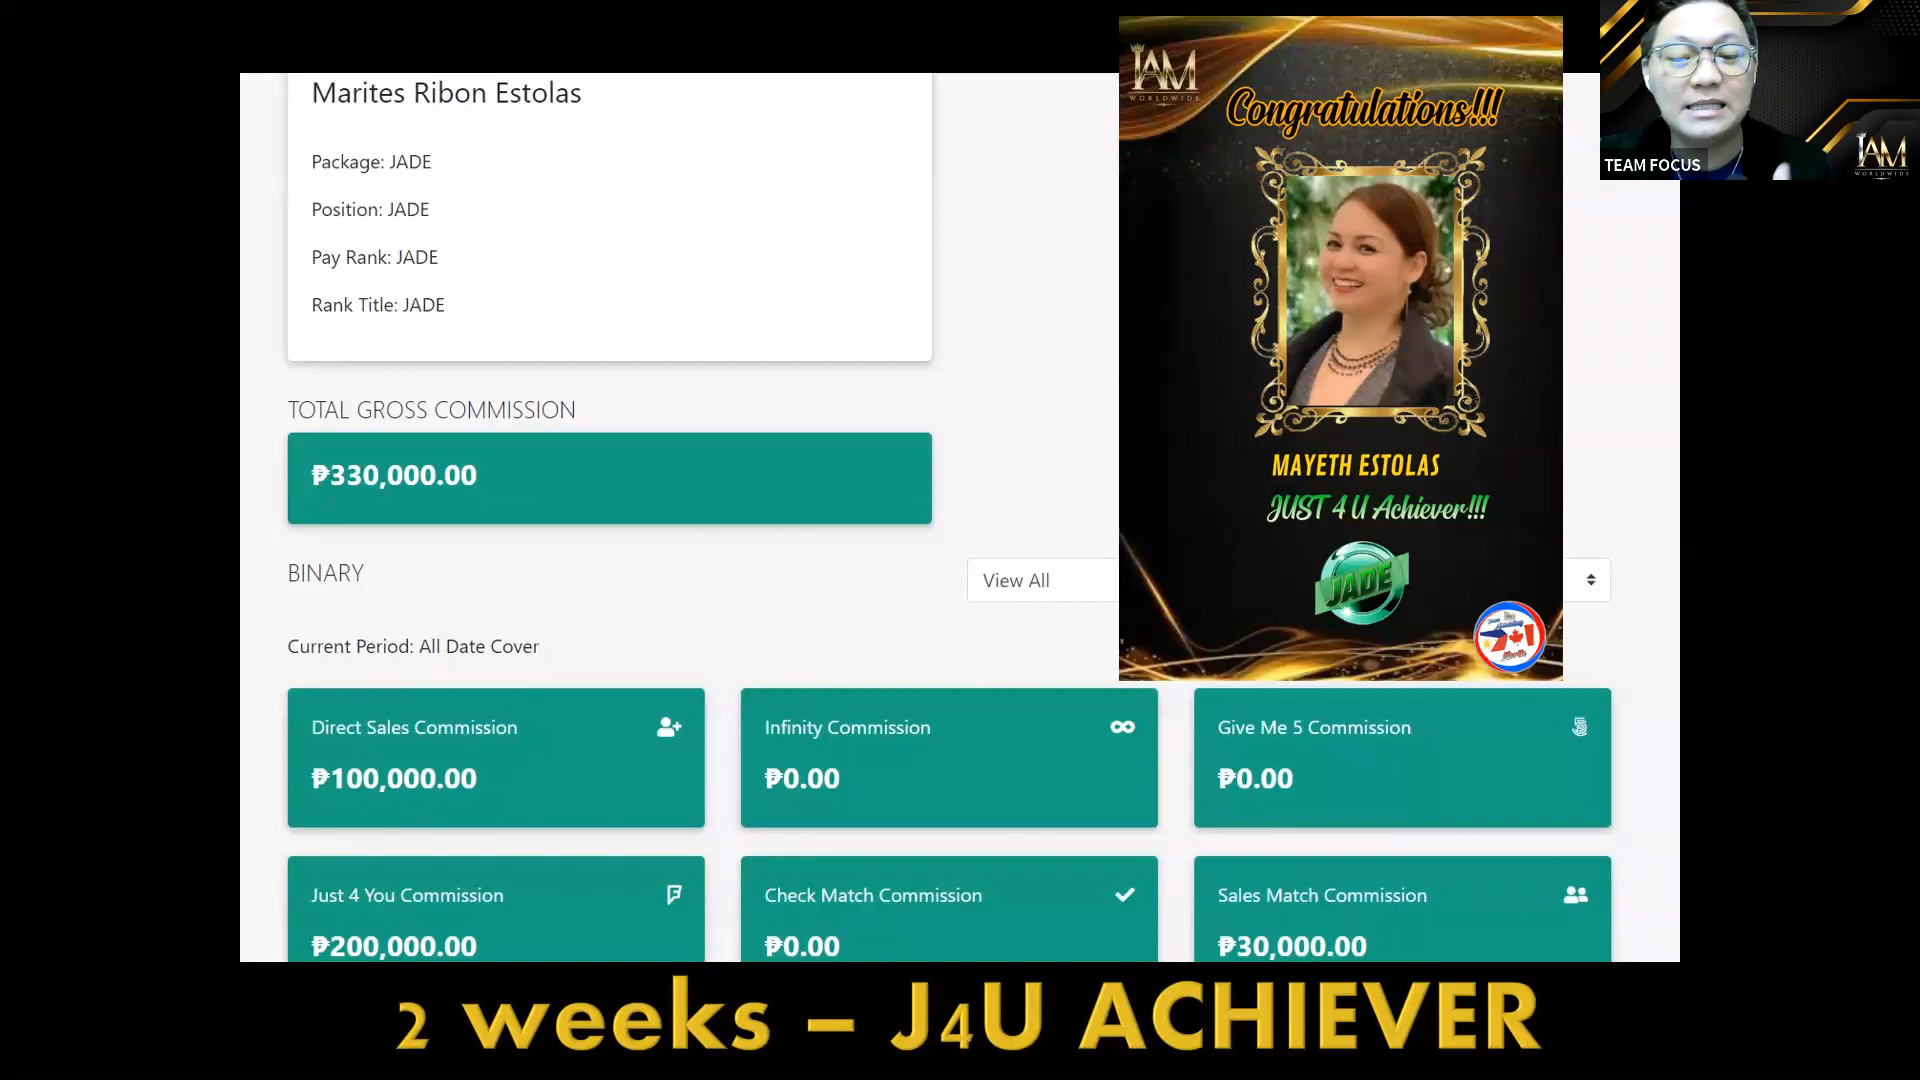 Marites Ribon Estolas
Package: JADE
Position: JADE
Pay Rank: JADE
Rank Title: JADE
TOTAL GROSS COMMISSION
₱330,000.00
BINARY
View All
Current Period: All Date Cover
Direct Sales Commission
₱100,000.00
Infinity Commission
₱0.00
Give Me 5 Commission
₱0.00
Just 4 You Commission
₱200,000.00
Check Match Commission
₱0.00
Sales Match Commission
₱30,000.00
IAM
WORLDWIDE
Congratulations!!!
MAYETH ESTOLAS
JUST 4 U Achiever!!!
JADE
TEAM FOCUS
IAM
WORLDWIDE
2 weeks – J4U ACHIEVER